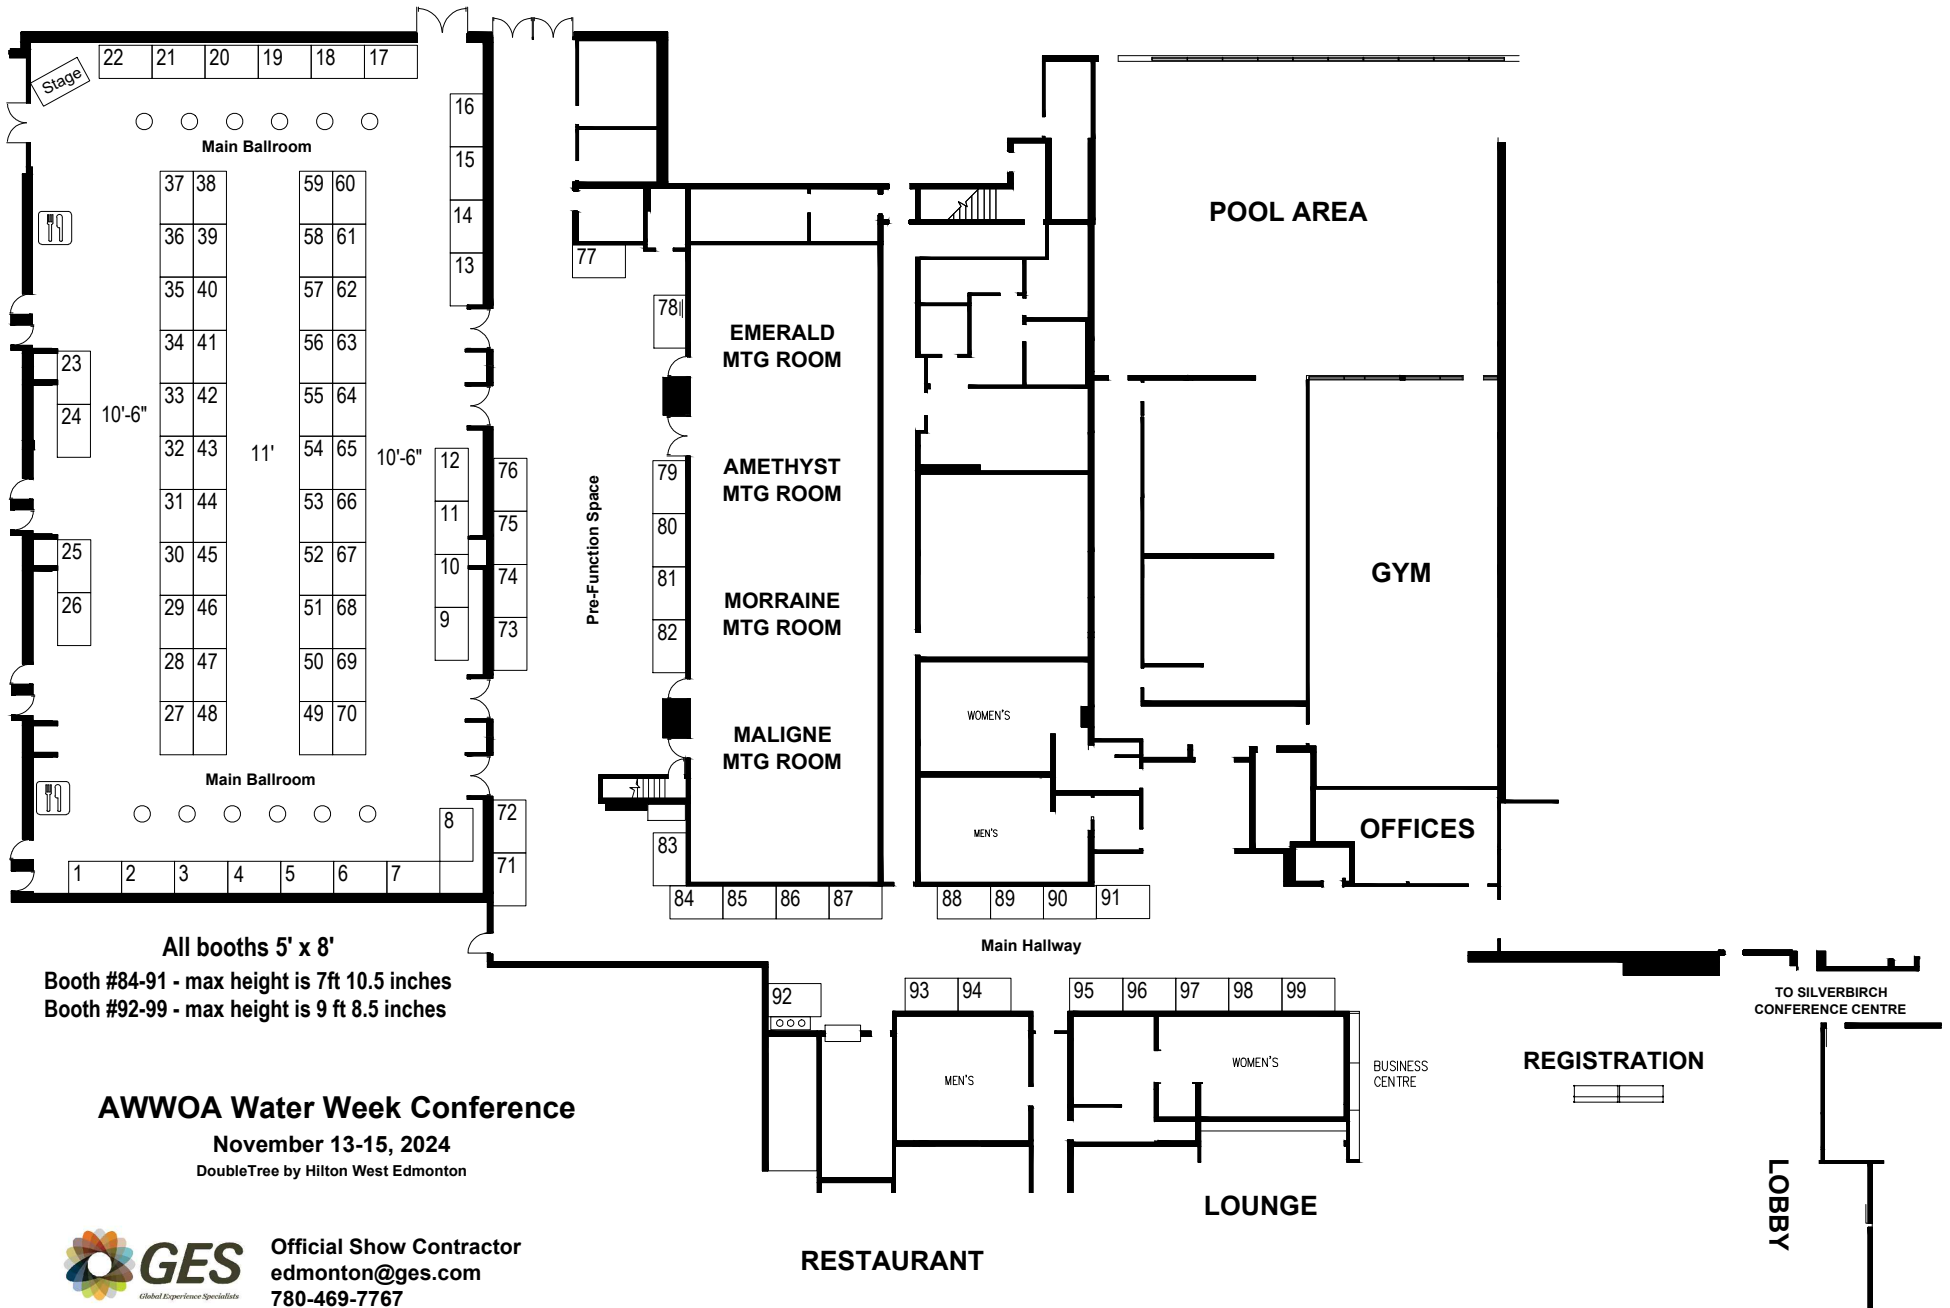 22 21 20 19 18 17
Stage
16
Main Ballroom
15
37 38 59 60
14
36 39 58 61
13
35 40 57 62
34 41 56 63
23
33 42 55 64
24
10'-6"
32 43 54 65
11'
10'-6"
12
31 44 53 66
11
25
30 45 52 67
10
26
29 46 51 68
9
28 47 50 69
27 48 49 70
Main Ballroom
8
1 2 3 4 5 6 7
76
75
74
73
72
71
Pre-Function Space
77
78
79
80
81
82
83
EMERALD
MTG ROOM
AMETHYST
MTG ROOM
MORRAINE
MTG ROOM
MALIGNE
MTG ROOM
POOL AREA
GYM
WOMEN'S
MEN'S
OFFICES
84 85 86 87 88 89 90 91
Main Hallway
92 93 94 95 96 97 98 99
MEN'S
WOMEN'S
BUSINESS
CENTRE
TO SILVERBIRCH
CONFERENCE CENTRE
REGISTRATION
LOBBY
LOUNGE
RESTAURANT
All booths 5' x 8'
Booth #84-91 - max height is 7ft 10.5 inches
Booth #92-99 - max height is 9 ft 8.5 inches
AWWOA Water Week Conference
November 13-15, 2024
DoubleTree by Hilton West Edmonton
GES
Global Experience Specialists
Official Show Contractor
edmonton@ges.com
780-469-7767